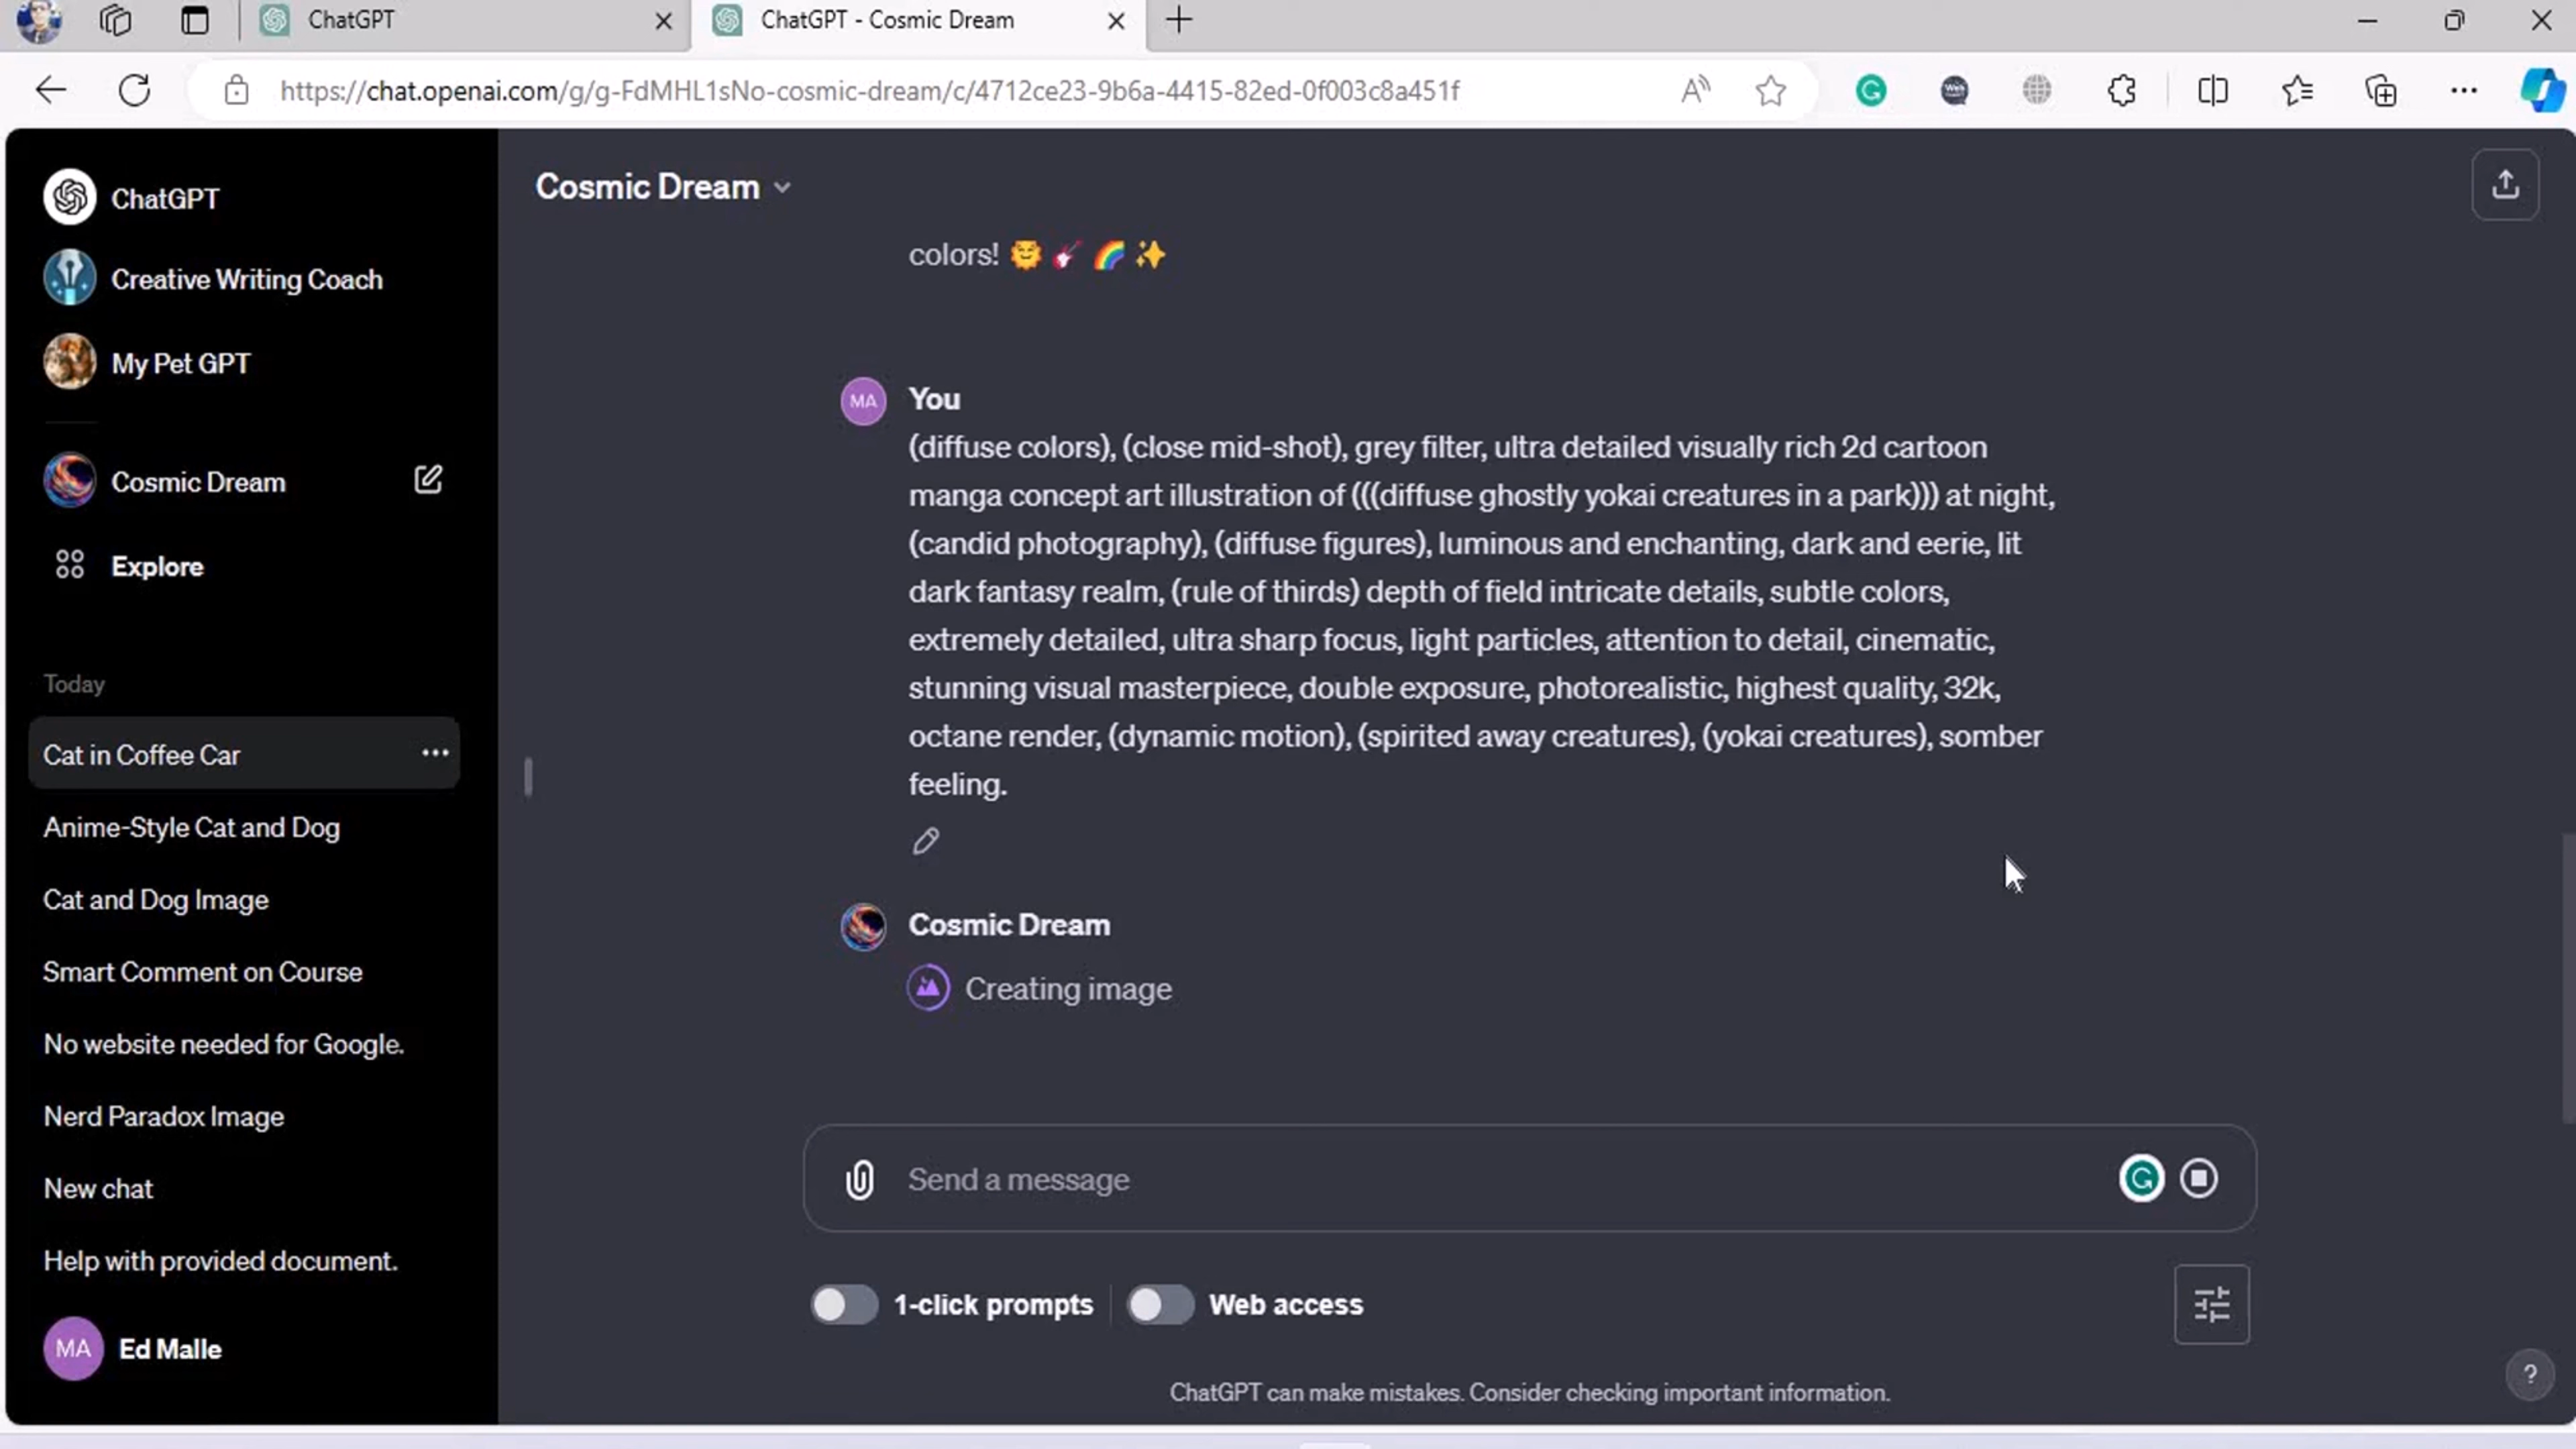 ChatGPT
ChatGPT - Cosmic Dream
https://chat.openai.com/g/g-FdMHL1sNo-cosmic-dream/c/4712ce23-9b6a-4415-82ed-0f003c8a451f
ChatGPT
Creative Writing Coach
My Pet GPT
Cosmic Dream
Explore
Today
Cat in Coffee Car
Anime-Style Cat and Dog
Cat and Dog Image
Smart Comment on Course
No website needed for Google.
Nerd Paradox Image
New chat
Help with provided document.
MA
Ed Malle
Cosmic Dream
colors! 🌞 🎸 🌈 ✨
MA
You
(diffuse colors), (close mid-shot), grey filter, ultra detailed visually rich 2d cartoon
manga concept art illustration of (((diffuse ghostly yokai creatures in a park))) at night,
(candid photography), (diffuse figures), luminous and enchanting, dark and eerie, lit
dark fantasy realm, (rule of thirds) depth of field intricate details, subtle colors,
extremely detailed, ultra sharp focus, light particles, attention to detail, cinematic,
stunning visual masterpiece, double exposure, photorealistic, highest quality, 32k,
octane render, (dynamic motion), (spirited away creatures), (yokai creatures), somber
feeling.
Cosmic Dream
Creating image
Send a message
1-click prompts
Web access
ChatGPT can make mistakes. Consider checking important information.
?